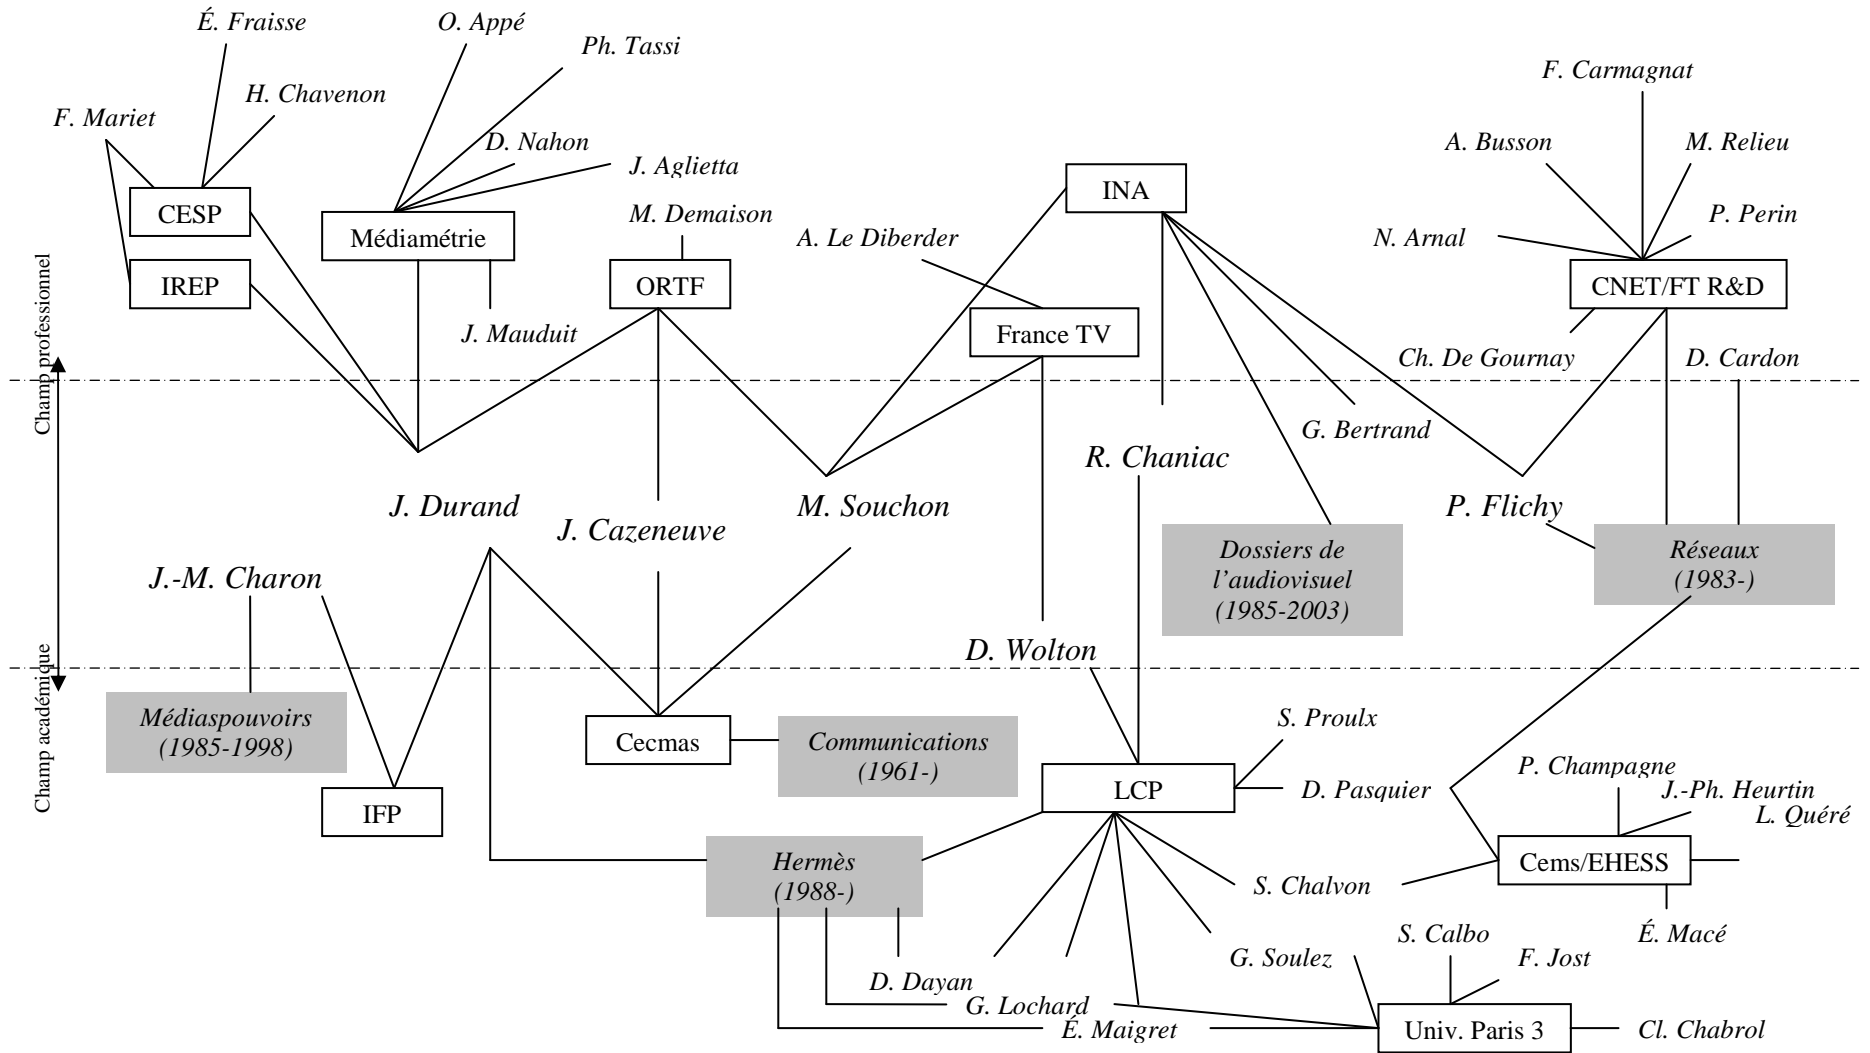 É. Fraisse
O. Appé
Ph. Tassi
F. Carmagnat
H. Chavenon
F. Mariet
D. Nahon
A. Busson
M. Relieu
J. Aglietta
INA
CESP
M. Demaison
P. Perin
Médiamétrie
A. Le Diberder
N. Arnal
IREP
ORTF
CNET/FT R&D
J. Mauduit
France TV
Champ professionnel
Ch. De Gournay
D. Cardon
G. Bertrand
R. Chaniac
J. Durand
M. Souchon
P. Flichy
J. Cazeneuve
Dossiers de
l’audiovisuel
(1985-2003)
Réseaux
(1983-)
J.-M. Charon
D. Wolton
Champ académique
Médiaspouvoirs
(1985-1998)
S. Proulx
Cecmas
Communications
(1961-)
P. Champagne
LCP
D. Pasquier
J.-Ph. Heurtin
IFP
L. Quéré
Hermès
(1988-)
Cems/EHESS
S. Chalvon
S. Calbo
É. Macé
G. Soulez
F. Jost
D. Dayan
G. Lochard
É. Maigret
Univ. Paris 3
Cl. Chabrol